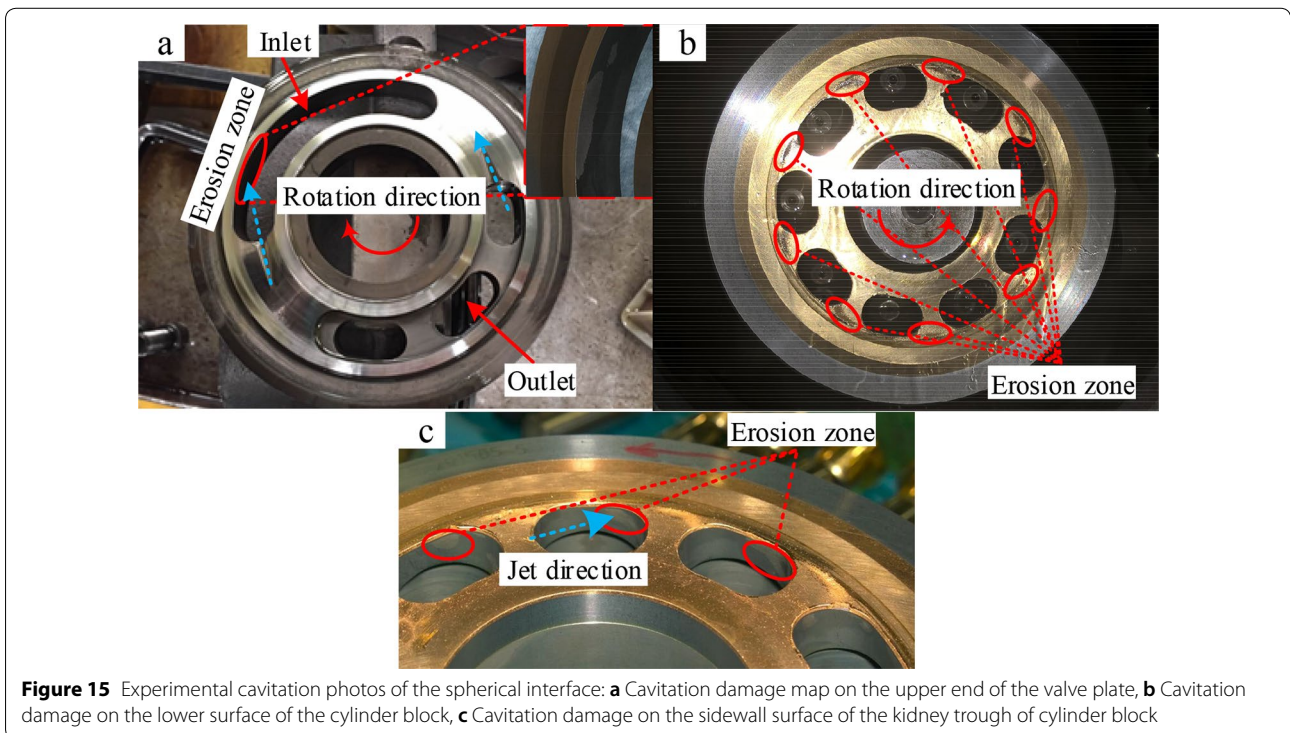 a
Inlet
Erosion zone
Rotation direction
Outlet
b
Rotation direction
Erosion zone
c
Erosion zone
Jet direction
Figure 15 Experimental cavitation photos of the spherical interface: a Cavitation damage map on the upper end of the valve plate, b Cavitation
damage on the lower surface of the cylinder block, c Cavitation damage on the sidewall surface of the kidney trough of cylinder block